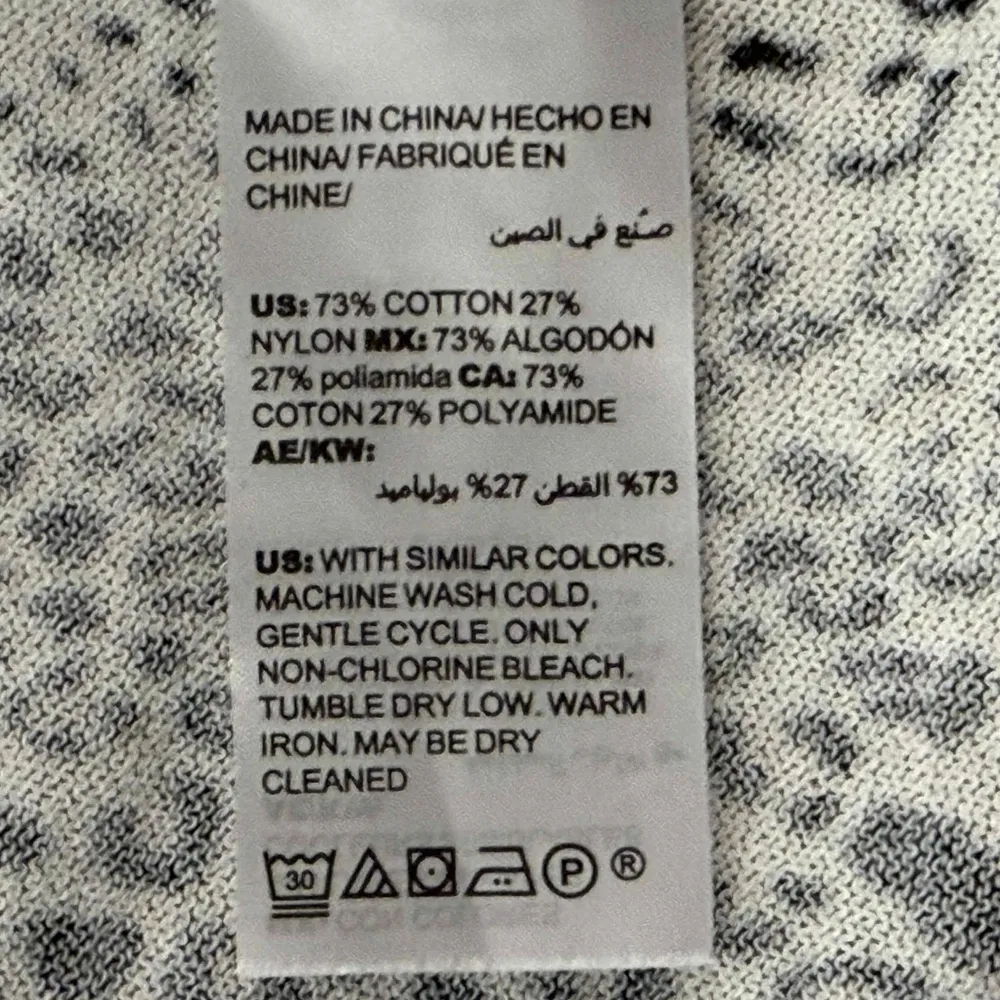 MADE IN CHINA/ HECHO EN
CHINA/ FABRIQUÉ EN
CHINE/
صنّع في الصين
US: 73% COTTON 27%
NYLON MX: 73% ALGODÓN
27% poliamida CA: 73%
COTON 27% POLYAMIDE
AE/KW:
73% القطن 27% بولياميد
US: WITH SIMILAR COLORS.
MACHINE WASH COLD,
GENTLE CYCLE. ONLY
NON-CHLORINE BLEACH.
TUMBLE DRY LOW. WARM
IRON. MAY BE DRY
CLEANED
30 P ®